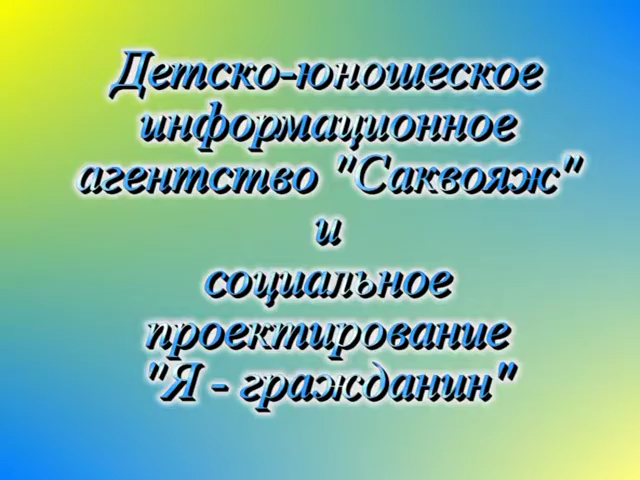 Детско-юношеское
информационное
агентство "Саквояж"
и
социальное
проектирование
"Я - гражданин"